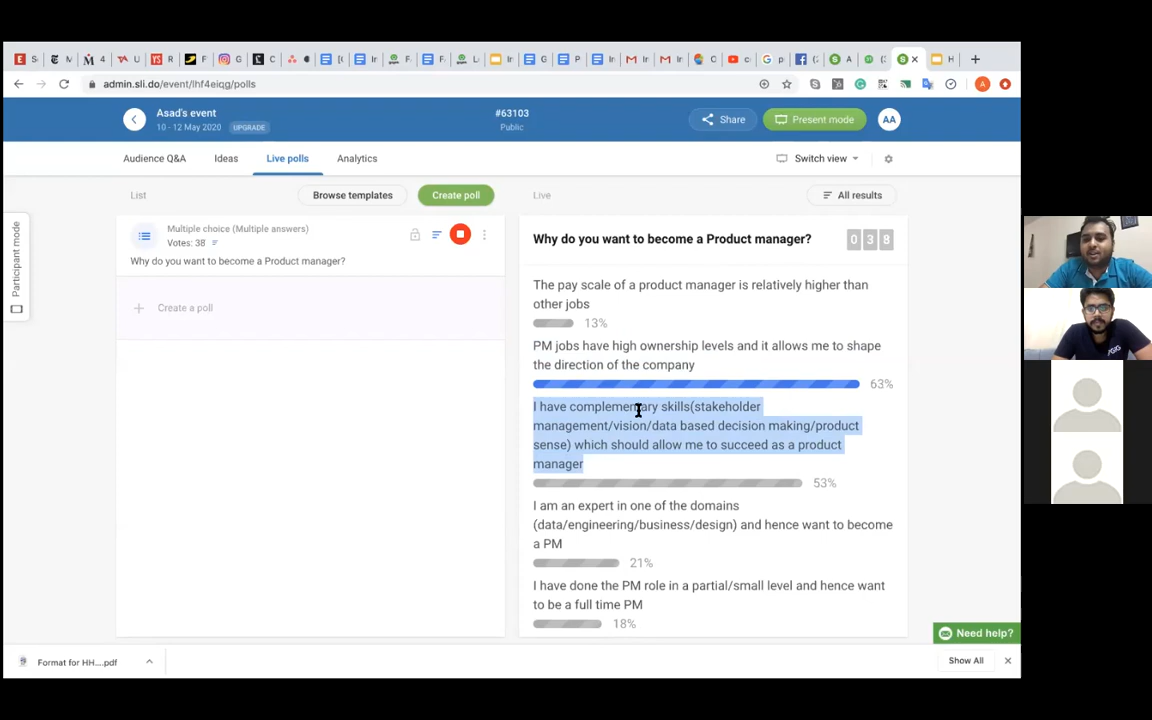 S
M
4
U
R
F
G
C
[(
Ir
F.
F.
L
Ir
G
P
Ir
Ir
Ir
C
c
p
(:
A
(:
S
H
admin.sli.do/event/lhf4eiqg/polls
A
Asad's event
10 - 12 May 2020 UPGRADE
#63103
Public
Share
Present mode
AA
Audience Q&A
Ideas
Live polls
Analytics
Switch view
Participant mode
List
Browse templates
Create poll
Multiple choice (Multiple answers)
Votes: 38
Why do you want to become a Product manager?
Create a poll
Live
All results
Why do you want to become a Product manager?
0 3 8
The pay scale of a product manager is relatively higher than
other jobs
13%
PM jobs have high ownership levels and it allows me to shape
the direction of the company
63%
I have complementary skills(stakeholder
management/vision/data based decision making/product
sense) which should allow me to succeed as a product
manager
53%
I am an expert in one of the domains
(data/engineering/business/design) and hence want to become
a PM
21%
I have done the PM role in a partial/small level and hence want
to be a full time PM
18%
Need help?
Format for HH....pdf
Show All